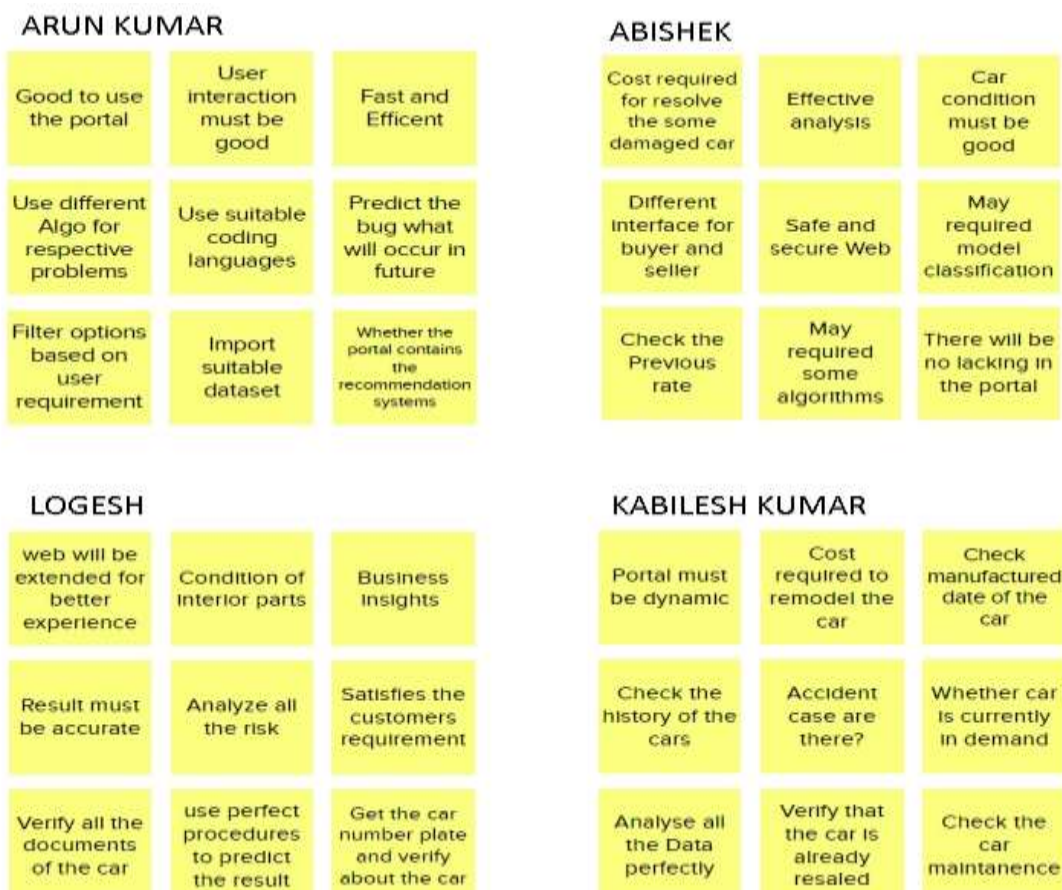 ARUN KUMAR
Good to use
the portal
User
interaction
must be
good
Fast and
Efficent
Use different
Algo for
respective
problems
Use suitable
coding
languages
Predict the
bug what
will occur in
future
Filter options
based on
user
requirement
Import
suitable
dataset
Whether the
portal contains
the
recommendation
systems
ABISHEK
Cost required
for resolve
the some
damaged car
Effective
analysis
Car
condition
must be
good
Different
interface for
buyer and
seller
Safe and
secure Web
May
required
model
classification
Check the
Previous
rate
May
required
some
algorithms
There will be
no lacking in
the portal
LOGESH
web will be
extended for
better
experience
Condition of
interior parts
Business
Insights
Result must
be accurate
Analyze all
the risk
Satisfies the
customers
requirement
Verify all the
documents
of the car
use perfect
procedures
to predict
the result
Get the car
number plate
and verify
about the car
KABILESH KUMAR
Portal must
be dynamic
Cost
required to
remodel the
car
Check
manufactured
date of the
car
Check the
history of the
cars
Accident
case are
there?
Whether car
is currently
in demand
Analyse all
the Data
perfectly
Verify that
the car is
already
resaled
Check the
car
maintanence